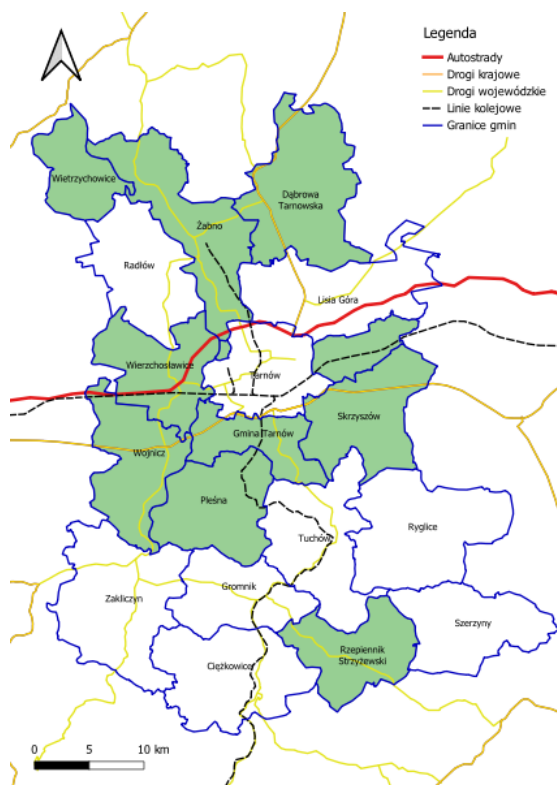 Legenda
Autostrady
Drogi krajowe
Drogi wojewódzkie
Linie kolejowe
Granice gmin
Wietrzychowice
Dąbrowa
Tarnowska
Żabno
Radłów
Lisia Góra
Wierzchosławice
Tarnów
Skrzyszów
Gmina Tarnów
Wojnicz
Pleśna
Ryglice
Tuchów
Gromnik
Zakliczyn
Szerzyny
Rzepiennik
Strzyżewski
Ciężkowice
0 5 10 km